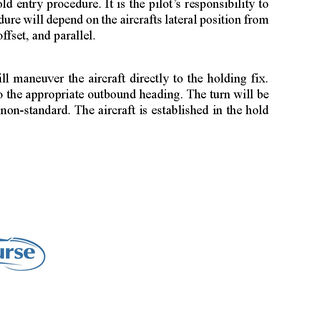 old entry procedure. It is the pilot's responsibility to
dure will depend on the aircrafts lateral position from
offset, and parallel.
ill maneuver the aircraft directly to the holding fix.
o the appropriate outbound heading. The turn will be
non-standard. The aircraft is established in the hold
urse